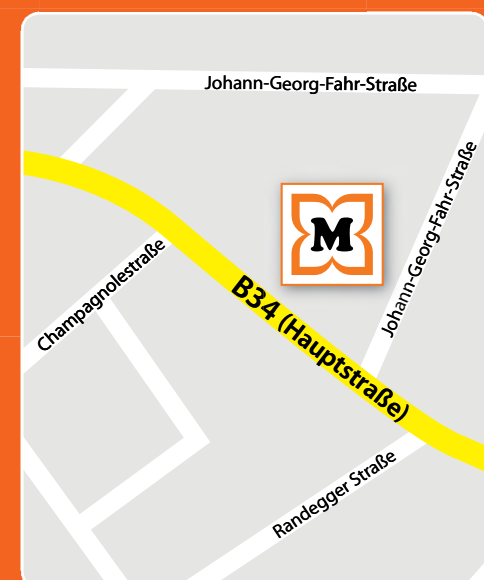 Johann-Georg-Fahr-Straße
Johann-Georg-Fahr-Straße
M
Champagnolestraße
B34 (Hauptstraße)
Randegger Straße